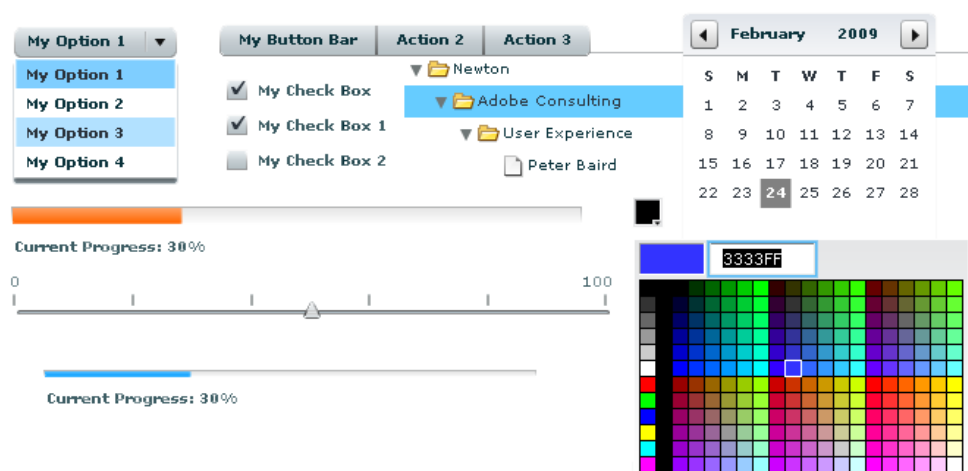 My Option 1
My Option 1
My Option 2
My Option 3
My Option 4
My Button Bar Action 2 Action 3
My Check Box
My Check Box 1
My Check Box 2
Newton
Adobe Consulting
User Experience
Peter Baird
February 2009
S M T W T F S
1 2 3 4 5 6 7
8 9 10 11 12 13 14
15 16 17 18 19 20 21
22 23 24 25 26 27 28
Current Progress: 30%
0 100
3333FF
Current Progress: 30%